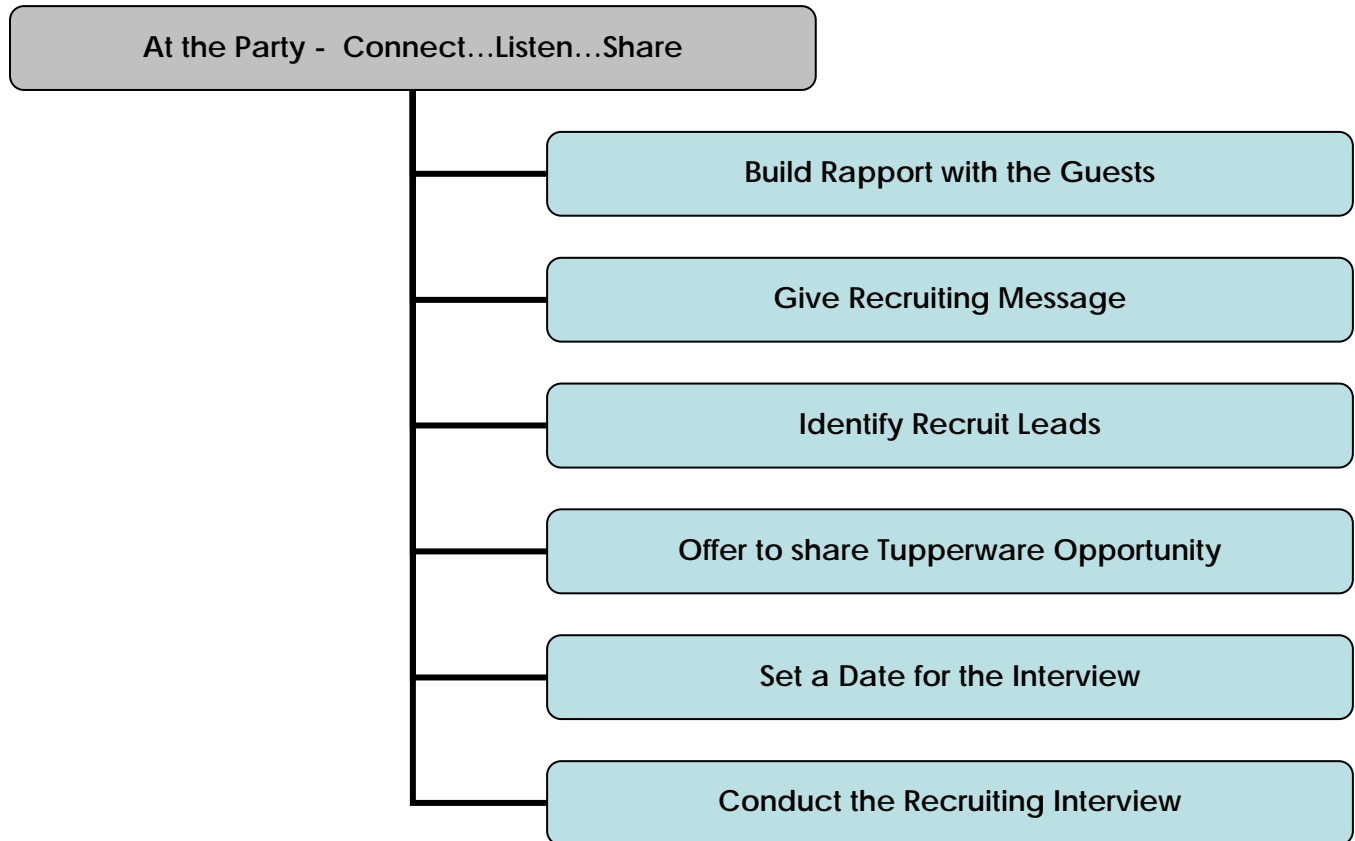 At the Party - Connect…Listen…Share
Build Rapport with the Guests
Give Recruiting Message
Identify Recruit Leads
Offer to share Tupperware Opportunity
Set a Date for the Interview
Conduct the Recruiting Interview